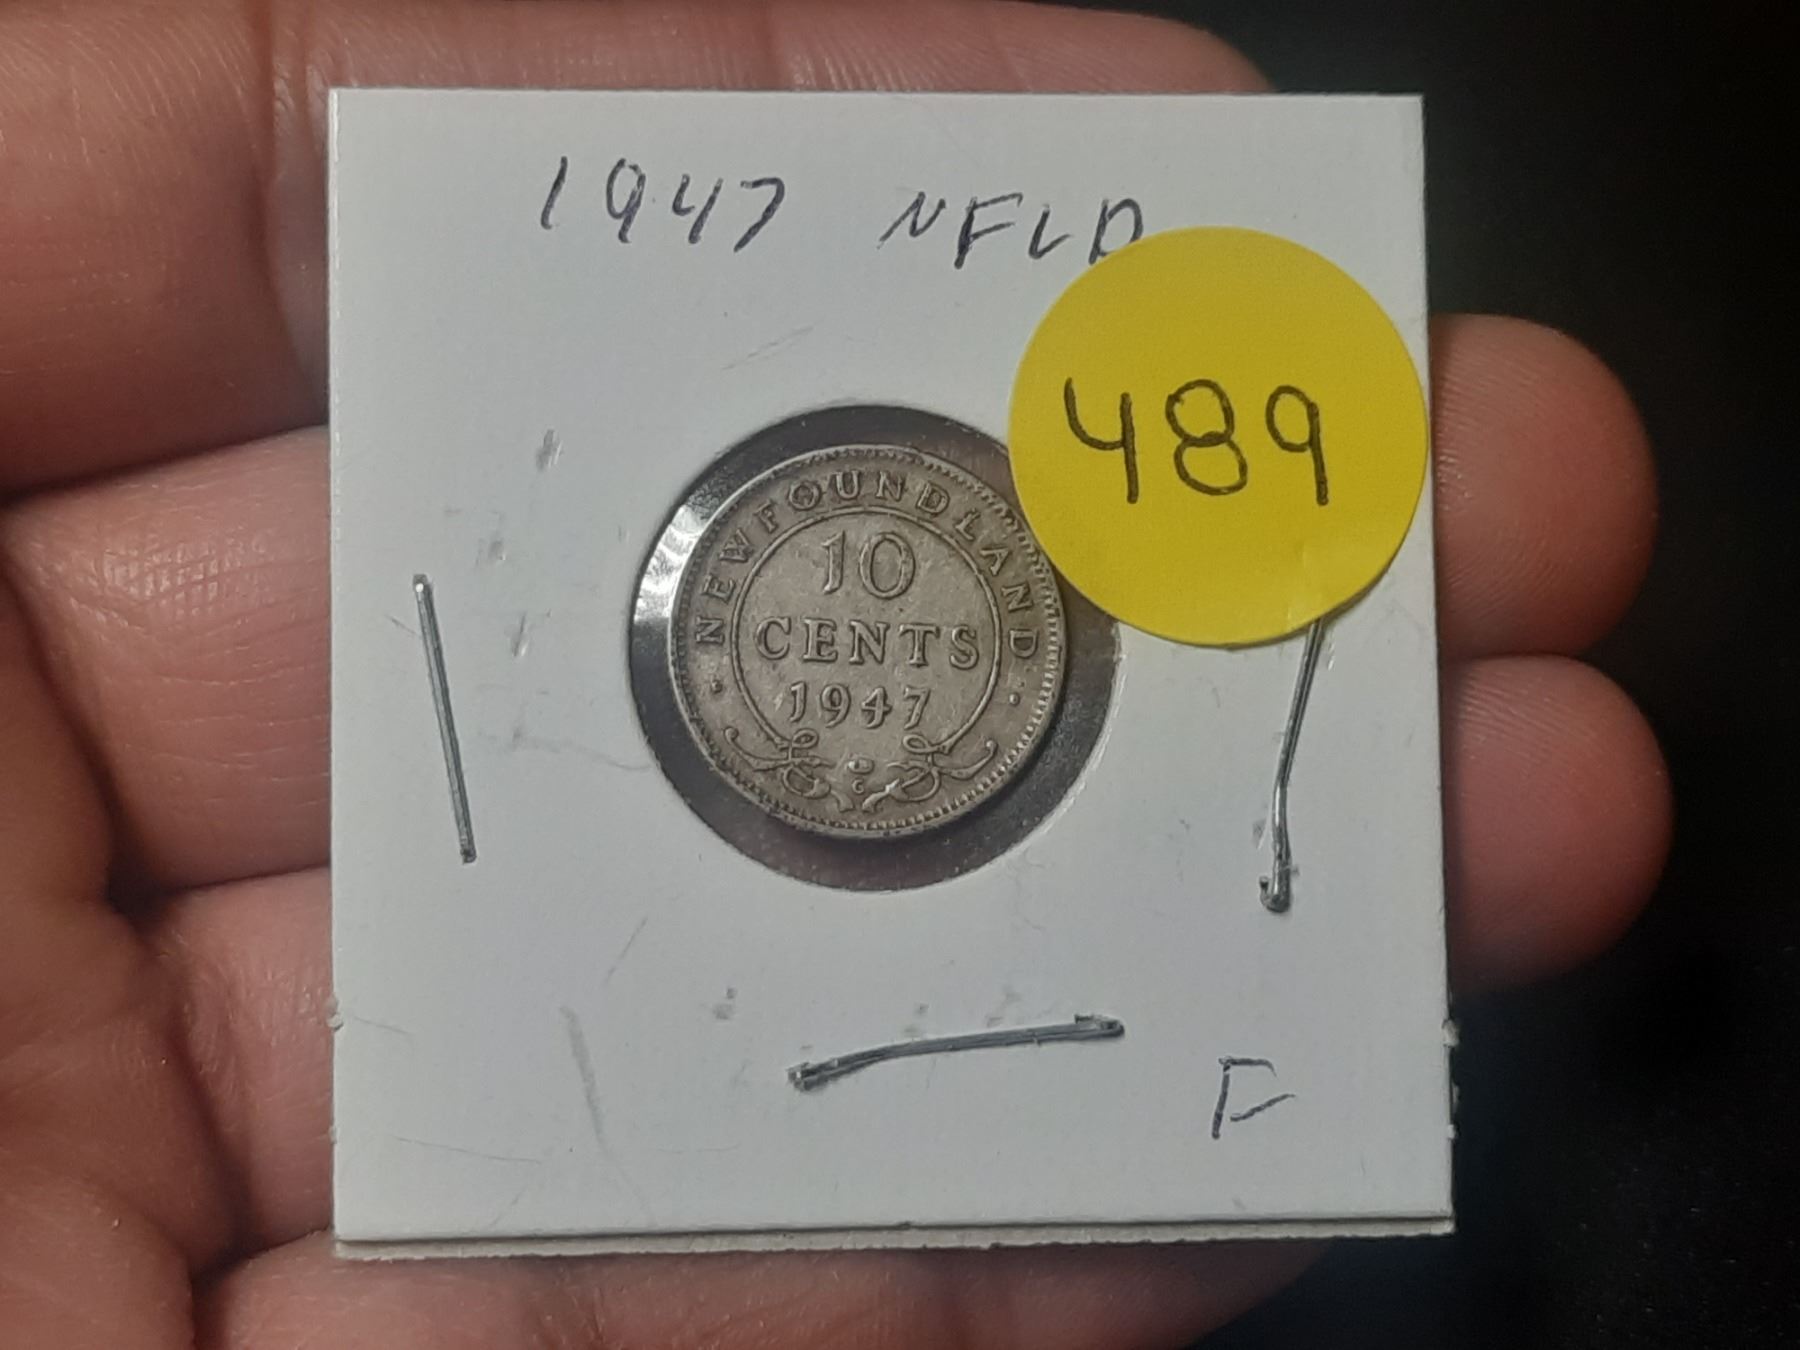 1947 NFLD
489
NEWFOUNDLAND
10
CENTS
1947
C
F